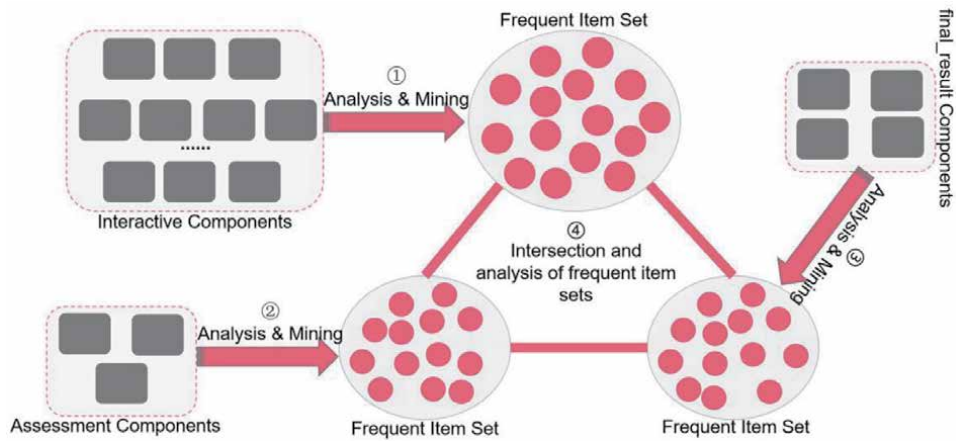 Frequent Item Set
①
Analysis & Mining
......
Interactive Components
final_result Components
Analysis & Mining
③
④
Intersection and
analysis of frequent item
sets
②
Analysis & Mining
Assessment Components
Frequent Item Set
Frequent Item Set